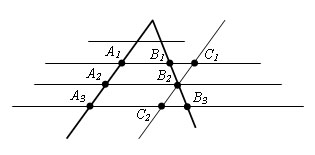 A₁ B₁ C₁
A₂ B₂
A₃ C₂ B₃